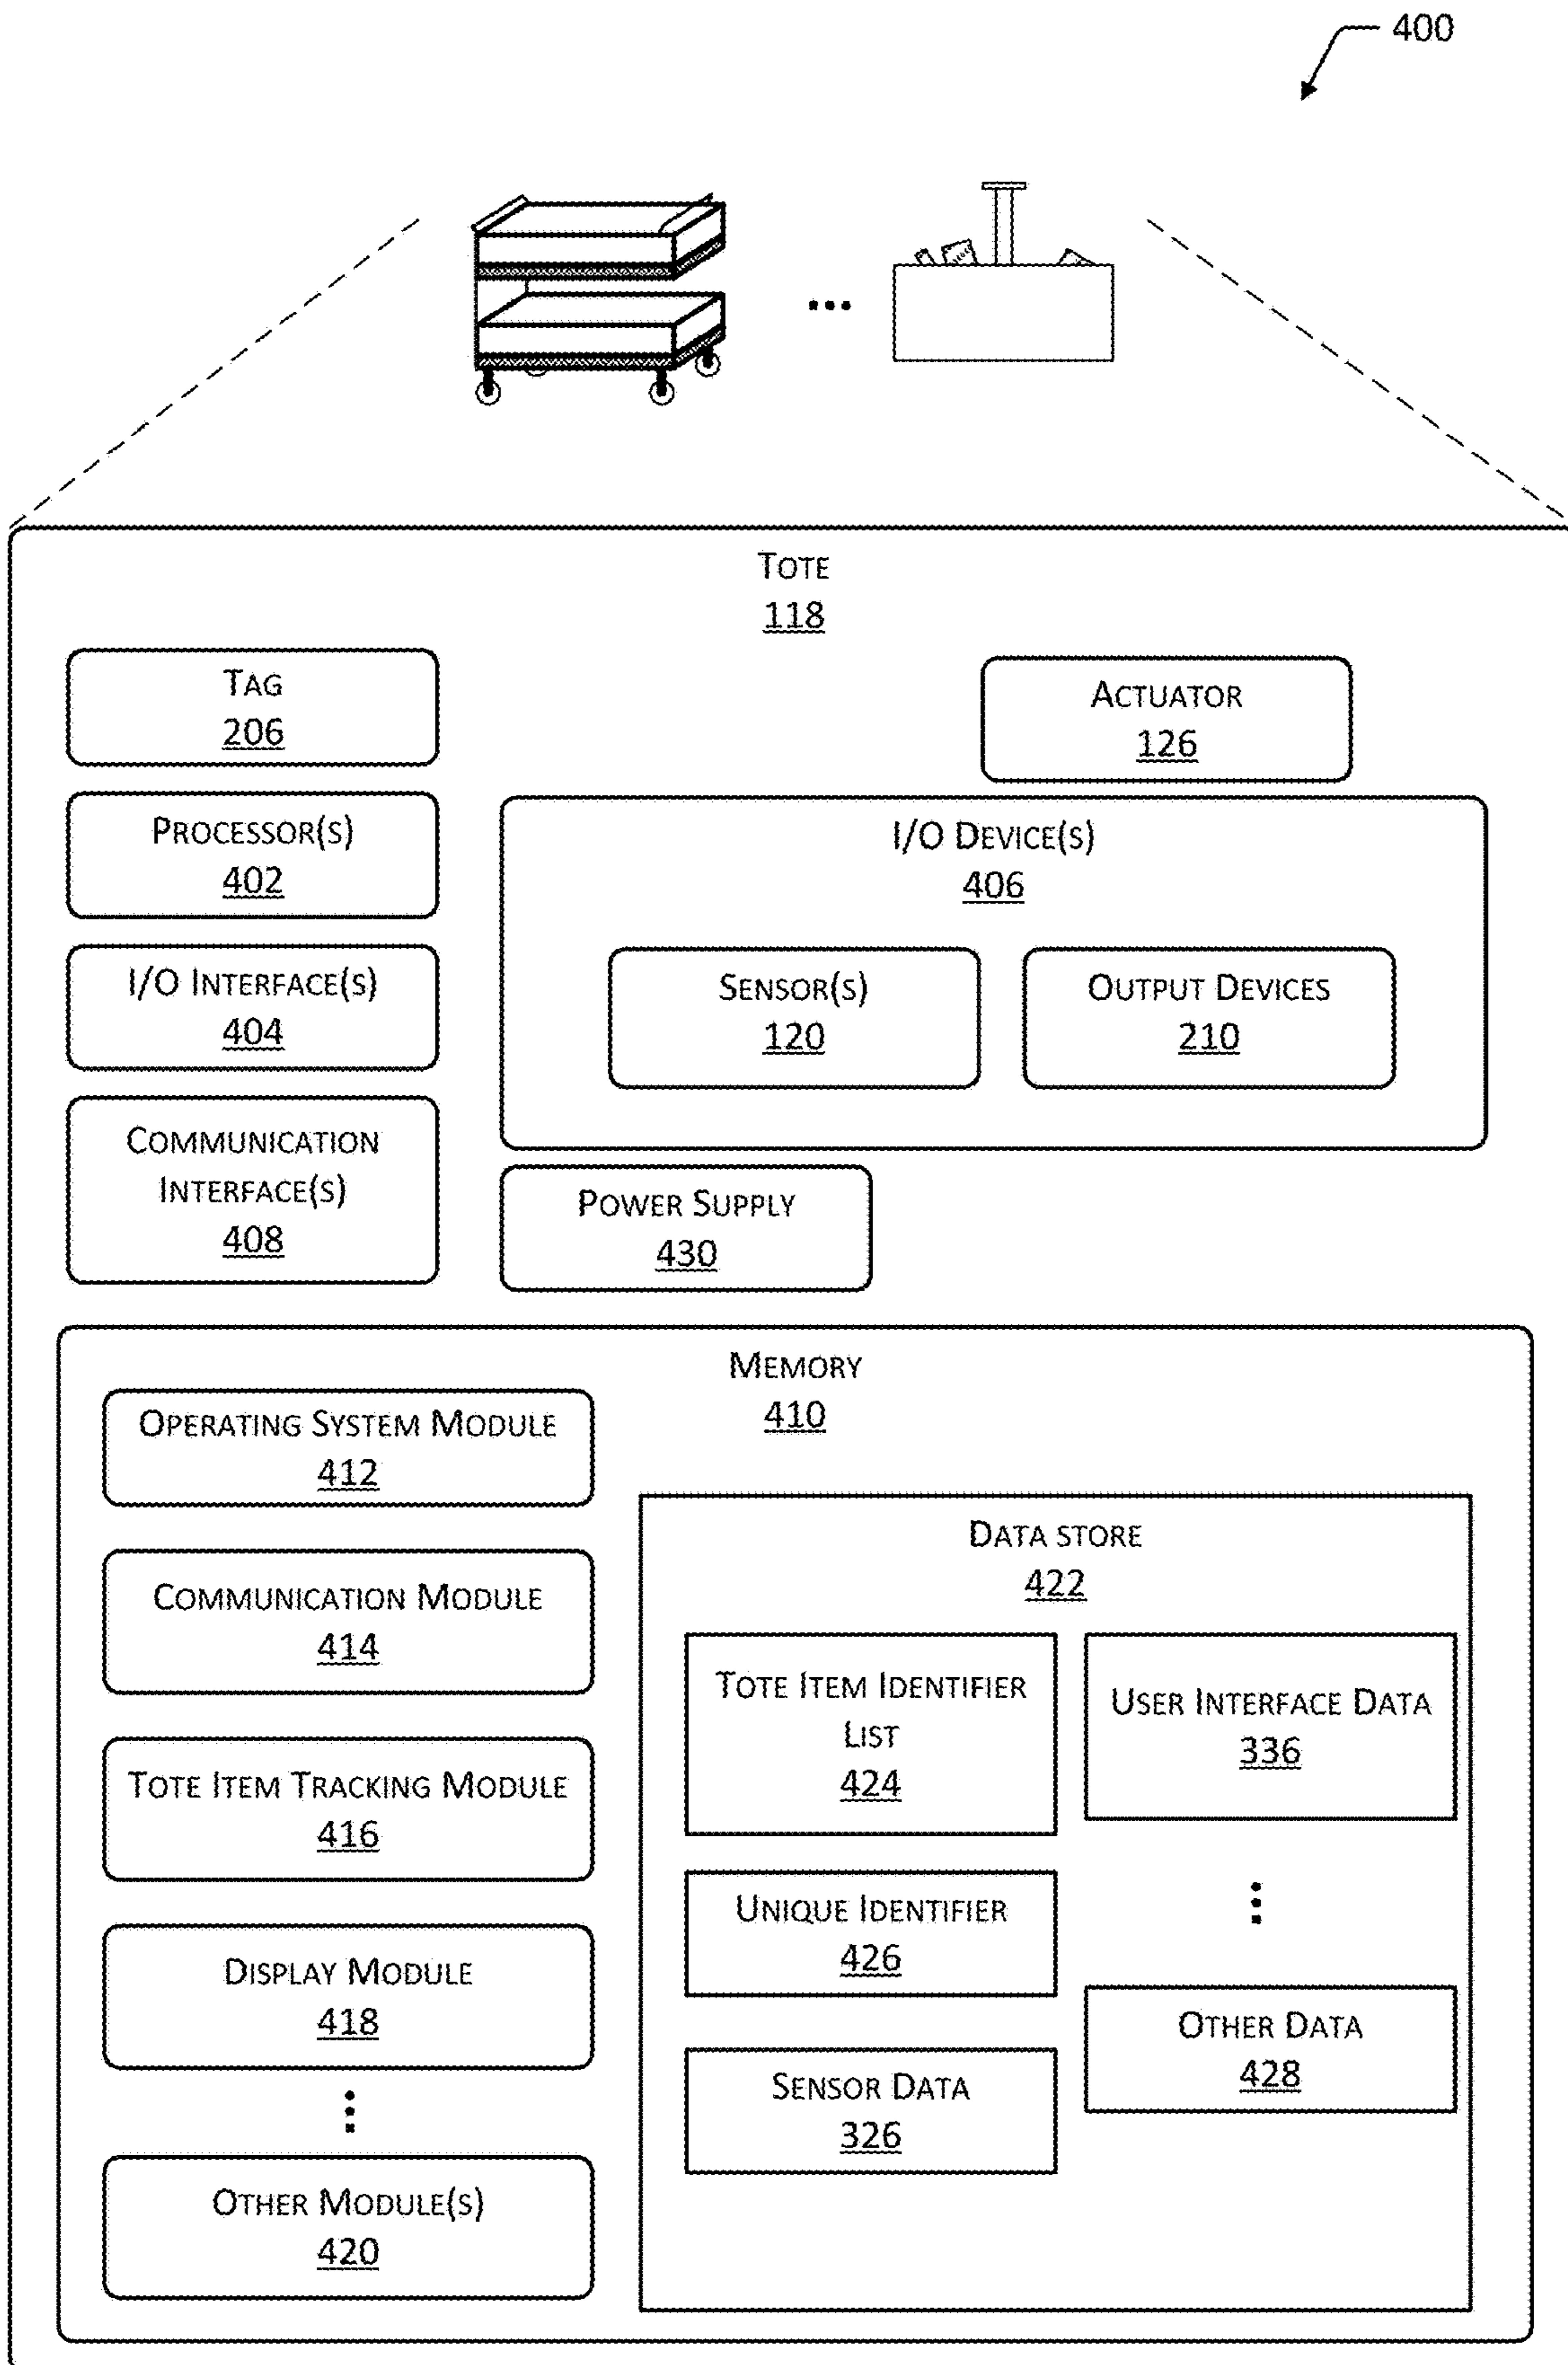 400
TOTE
118
TAG
206
ACTUATOR
126
PROCESSOR(S)
402
I/O DEVICE(S)
406
I/O INTERFACE(S)
404
SENSOR(S)
120
OUTPUT DEVICES
210
COMMUNICATION
INTERFACE(S)
408
POWER SUPPLY
430
MEMORY
410
OPERATING SYSTEM MODULE
412
COMMUNICATION MODULE
414
TOTE ITEM TRACKING MODULE
416
DISPLAY MODULE
418
OTHER MODULE(S)
420
DATA STORE
422
TOTE ITEM IDENTIFIER
LIST
424
USER INTERFACE DATA
336
UNIQUE IDENTIFIER
426
OTHER DATA
428
SENSOR DATA
326